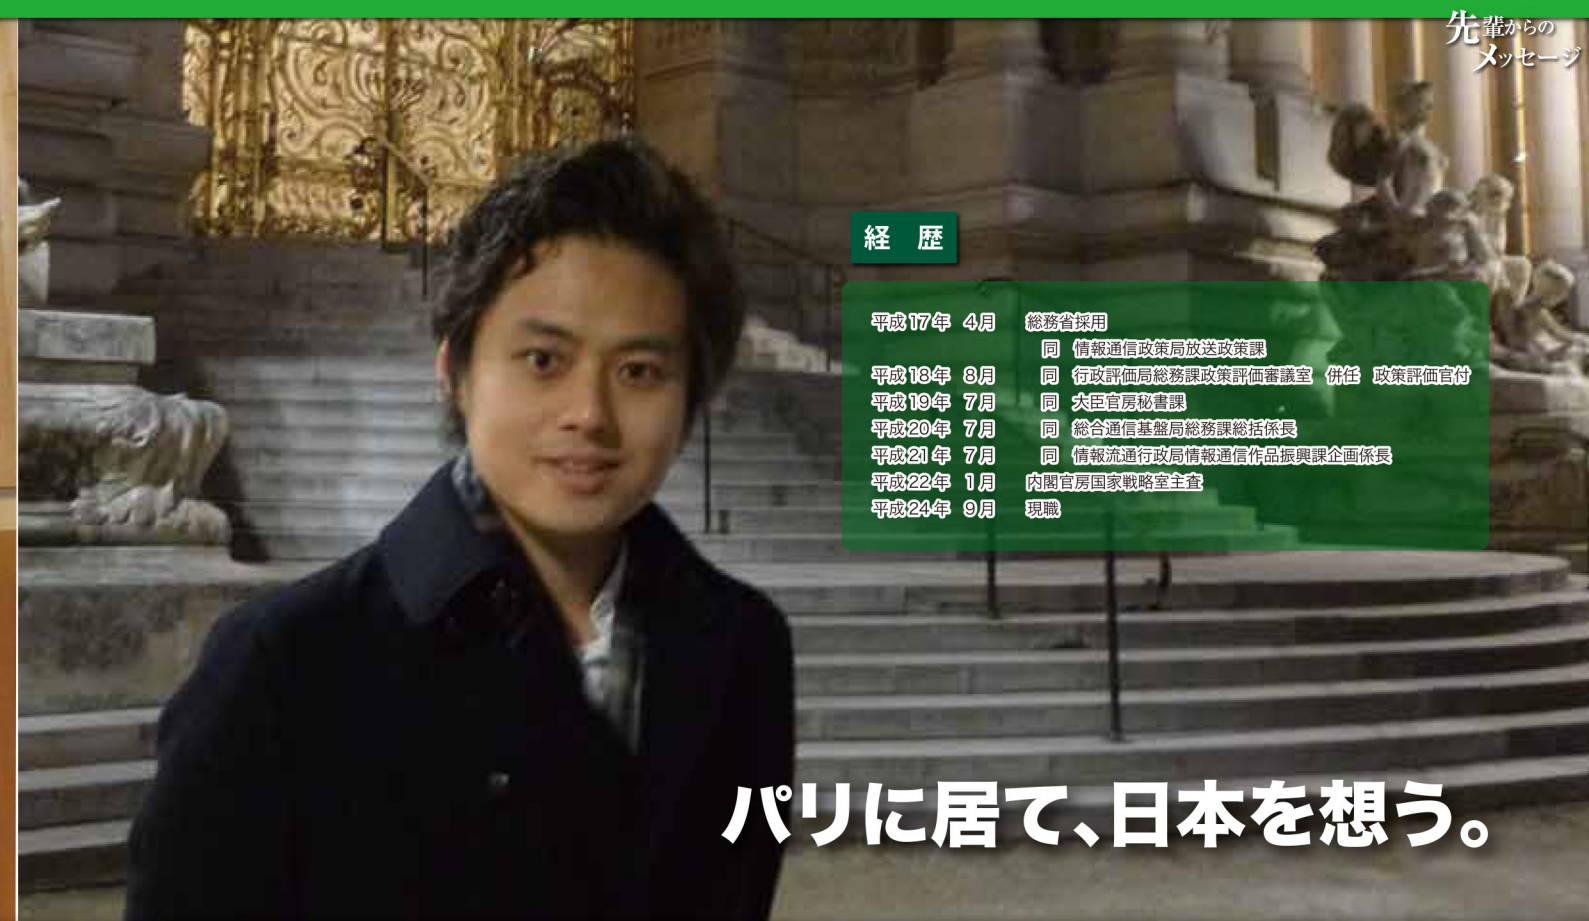 先輩からの
メッセージ
経　歴
平成17年　4月　総務省採用
同　情報通信政策局放送政策課
平成18年　8月　同　行政評価局総務課政策評価審議室　併任　政策評価官付
平成19年　7月　同　大臣官房秘書課
平成20年　7月　同　総合通信基盤局総務課総括係長
平成21年　7月　同　情報流通行政局情報通信作品振興課企画係長
平成22年　1月　内閣官房国家戦略室主査
平成24年　9月　現職
パリに居て、日本を想う。